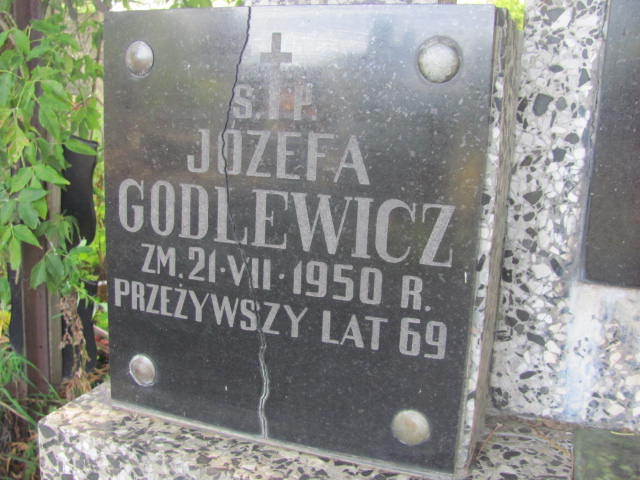 Ś. P.
JÓZEFA
GODLEWICZ
ZM. 21·VII·1950 R.
PRZEŻYWSZY LAT 69